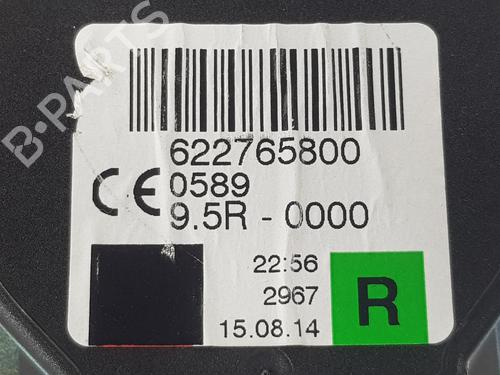 B-PARTS
622765800
CE 0589
9.5R - 0000
22:56
2967
15.08.14
R